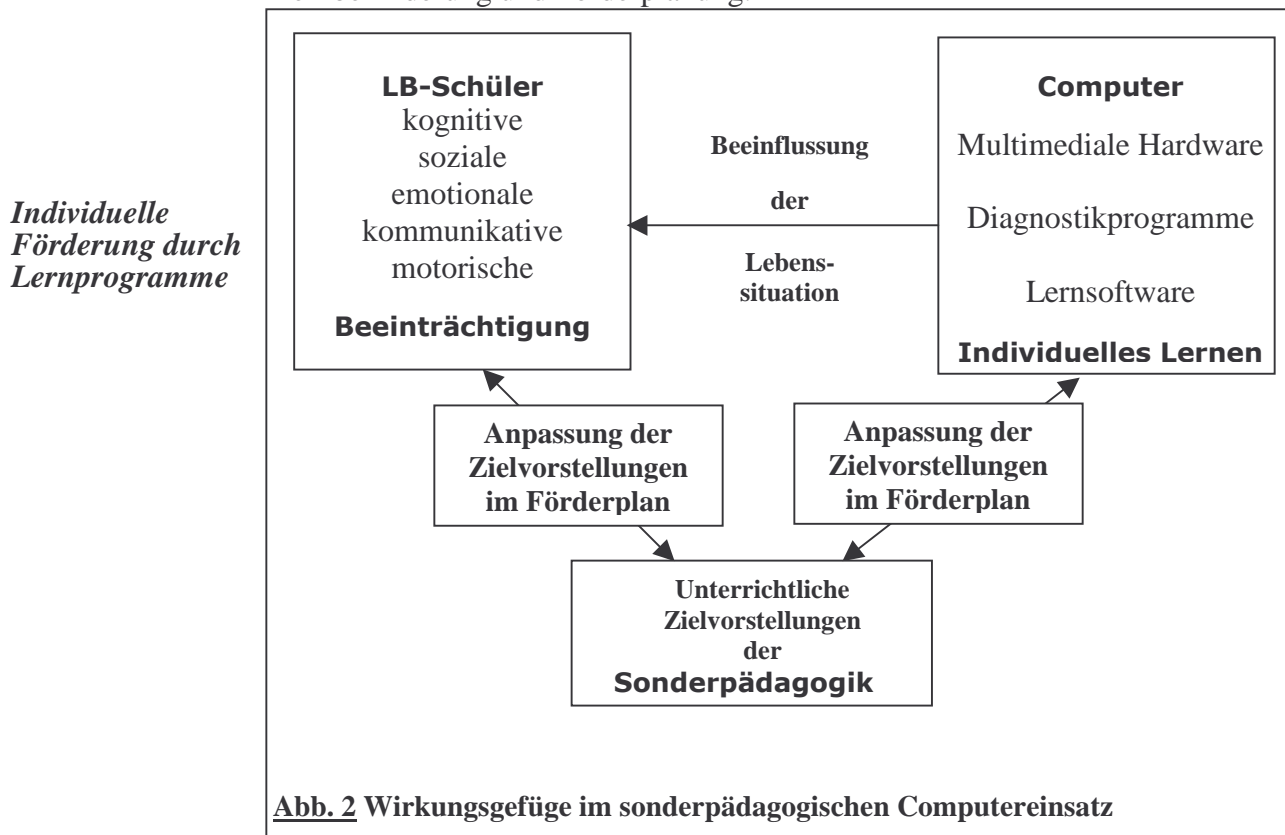 Individuelle
Förderung durch
Lernprogramme
LB-Schüler
kognitive
soziale
emotionale
kommunikative
motorische
Beeinträchtigung
Beeinflussung
der
Lebens-
situation
Computer
Multimediale Hardware
Diagnostikprogramme
Lernsoftware
Individuelles Lernen
Anpassung der
Zielvorstellungen
im Förderplan
Anpassung der
Zielvorstellungen
im Förderplan
Unterrichtliche
Zielvorstellungen
der
Sonderpädagogik
Abb. 2 Wirkungsgefüge im sonderpädagogischen Computereinsatz